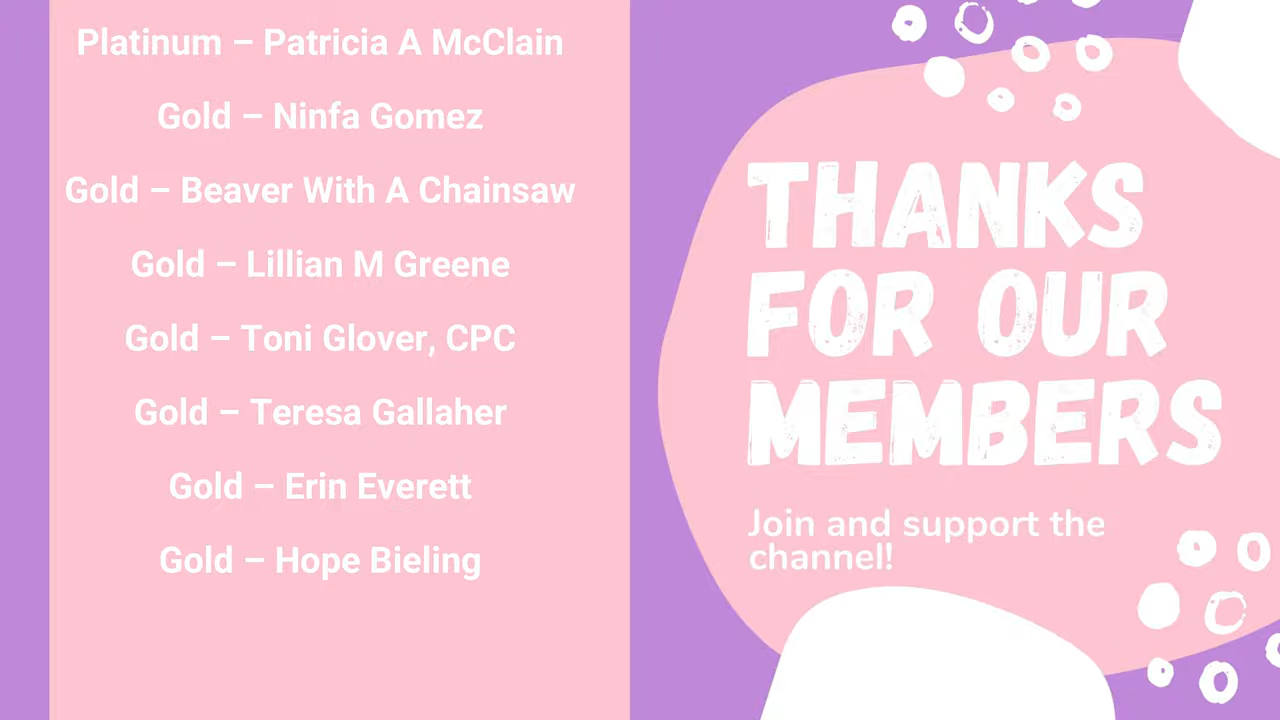 Platinum – Patricia A McClain
Gold – Ninfa Gomez
Gold – Beaver With A Chainsaw
Gold – Lillian M Greene
Gold – Toni Glover, CPC
Gold – Teresa Gallaher
Gold – Erin Everett
Gold – Hope Bieling
THANKS
FOR OUR
MEMBERS
Join and support the
channel!